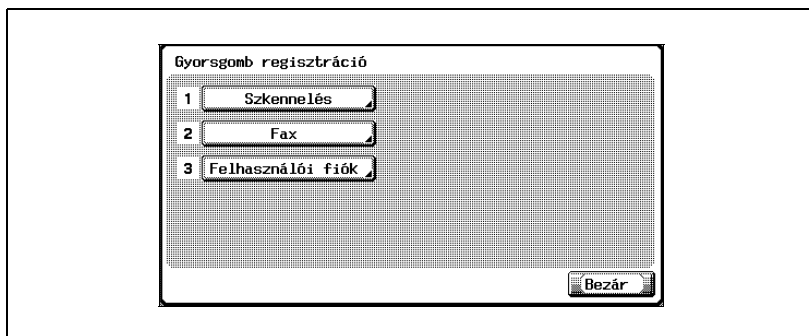 Gyorsgomb regisztráció
1 Szkennelés
2 Fax
3 Felhasználói fiók
Bezár